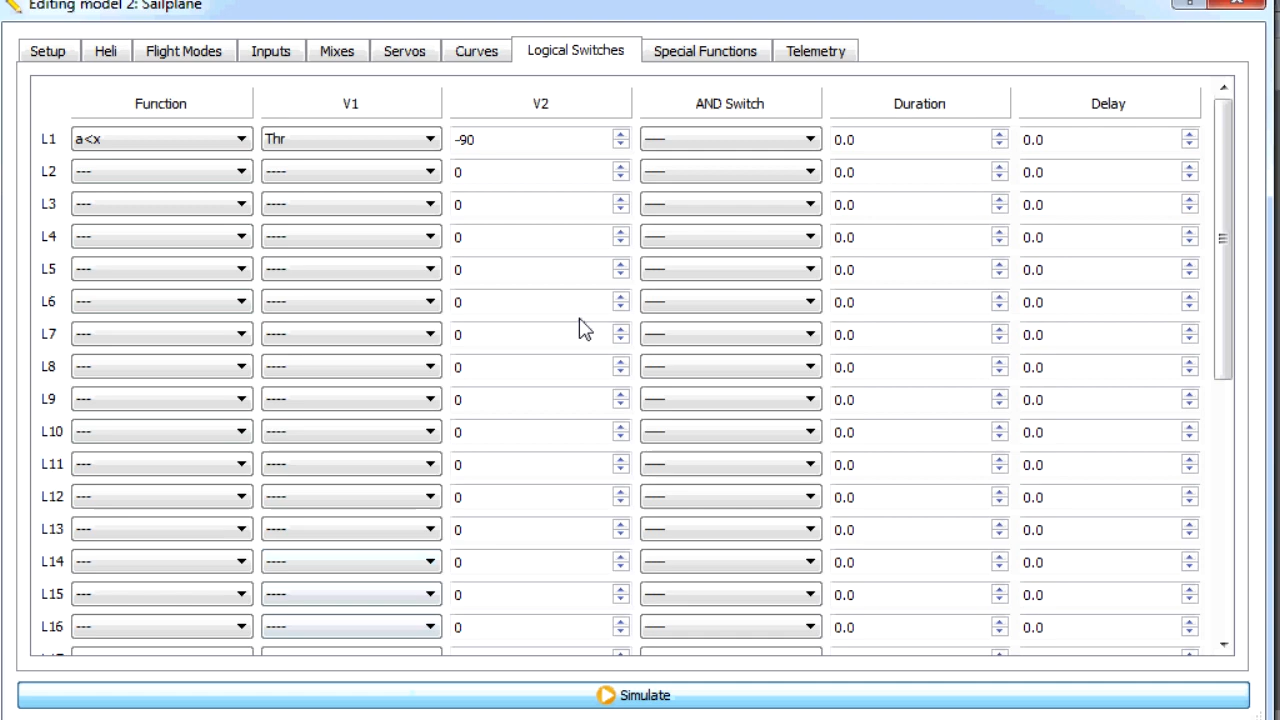 Editing model 2: Sailplane
Setup Heli Flight Modes Inputs Mixes Servos Curves Logical Switches Special Functions Telemetry
Function V1 V2 AND Switch Duration Delay
L1 a<x Thr -90 ---- 0.0 0.0
L2 --- ---- 0 ---- 0.0 0.0
L3 --- ---- 0 ---- 0.0 0.0
L4 --- ---- 0 ---- 0.0 0.0
L5 --- ---- 0 ---- 0.0 0.0
L6 --- ---- 0 ---- 0.0 0.0
L7 --- ---- 0 ---- 0.0 0.0
L8 --- ---- 0 ---- 0.0 0.0
L9 --- ---- 0 ---- 0.0 0.0
L10 --- ---- 0 ---- 0.0 0.0
L11 --- ---- 0 ---- 0.0 0.0
L12 --- ---- 0 ---- 0.0 0.0
L13 --- ---- 0 ---- 0.0 0.0
L14 --- ---- 0 ---- 0.0 0.0
L15 --- ---- 0 ---- 0.0 0.0
L16 --- ---- 0 ---- 0.0 0.0
Simulate